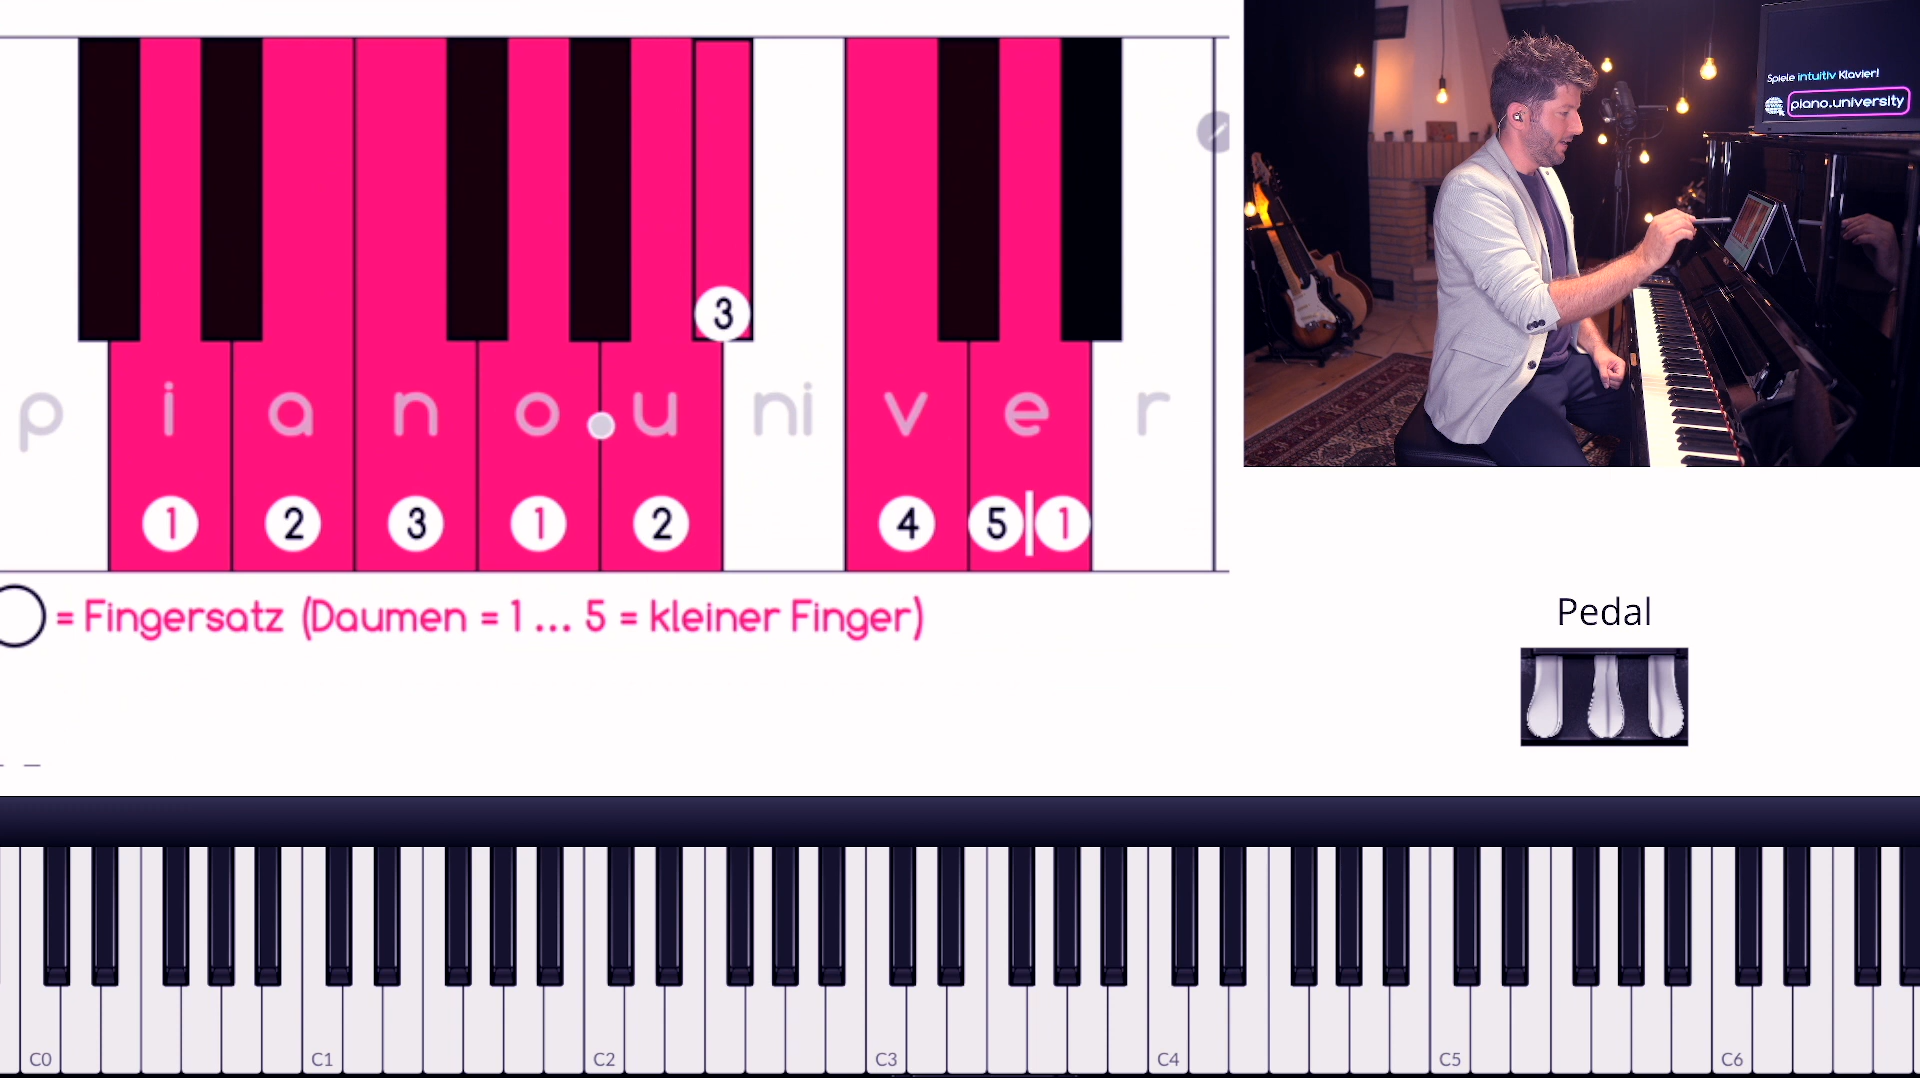 Spiele intuitiv Klavier!
piano.university
3
p i a n o . u ni v e r
1 2 3 1 2 4 5 | 1
= Fingersatz (Daumen = 1 ... 5 = kleiner Finger)
Pedal
C0 C1 C2 C3 C4 C5 C6